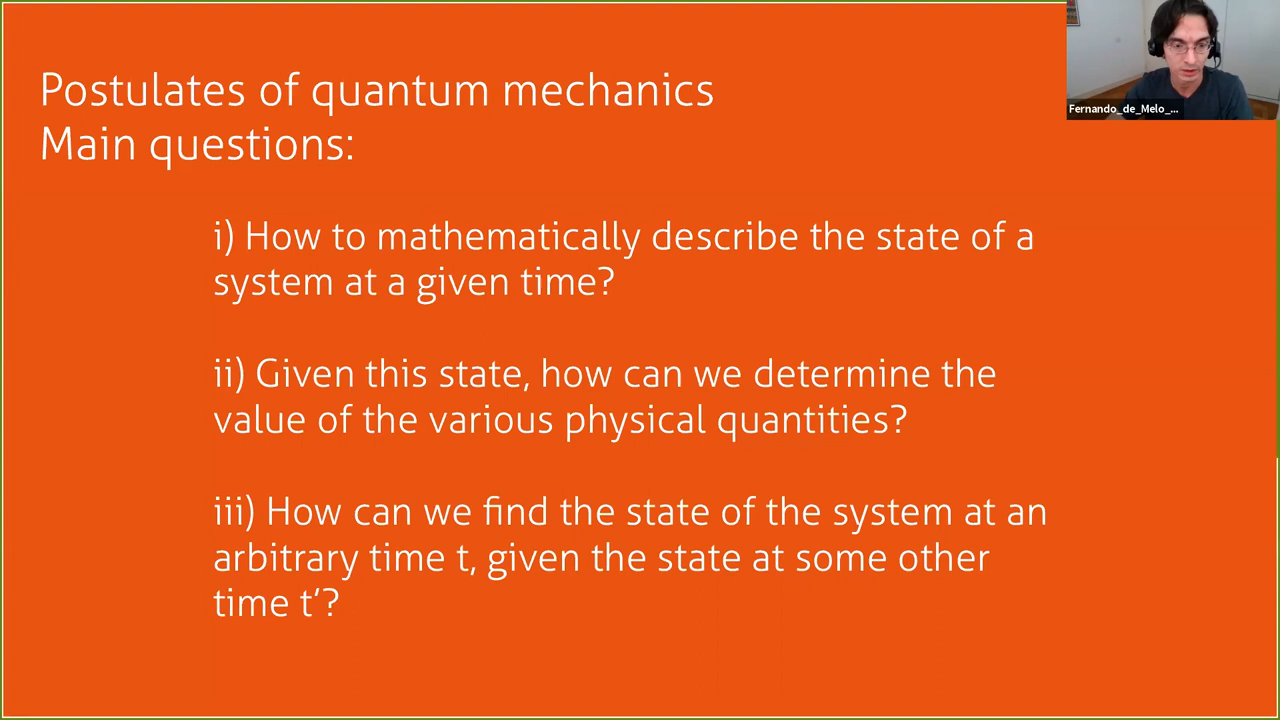 Postulates of quantum mechanics
Main questions:
i) How to mathematically describe the state of a
system at a given time?
ii) Given this state, how can we determine the
value of the various physical quantities?
iii) How can we find the state of the system at an
arbitrary time t, given the state at some other
time t’?
Fernando_de_Melo_...